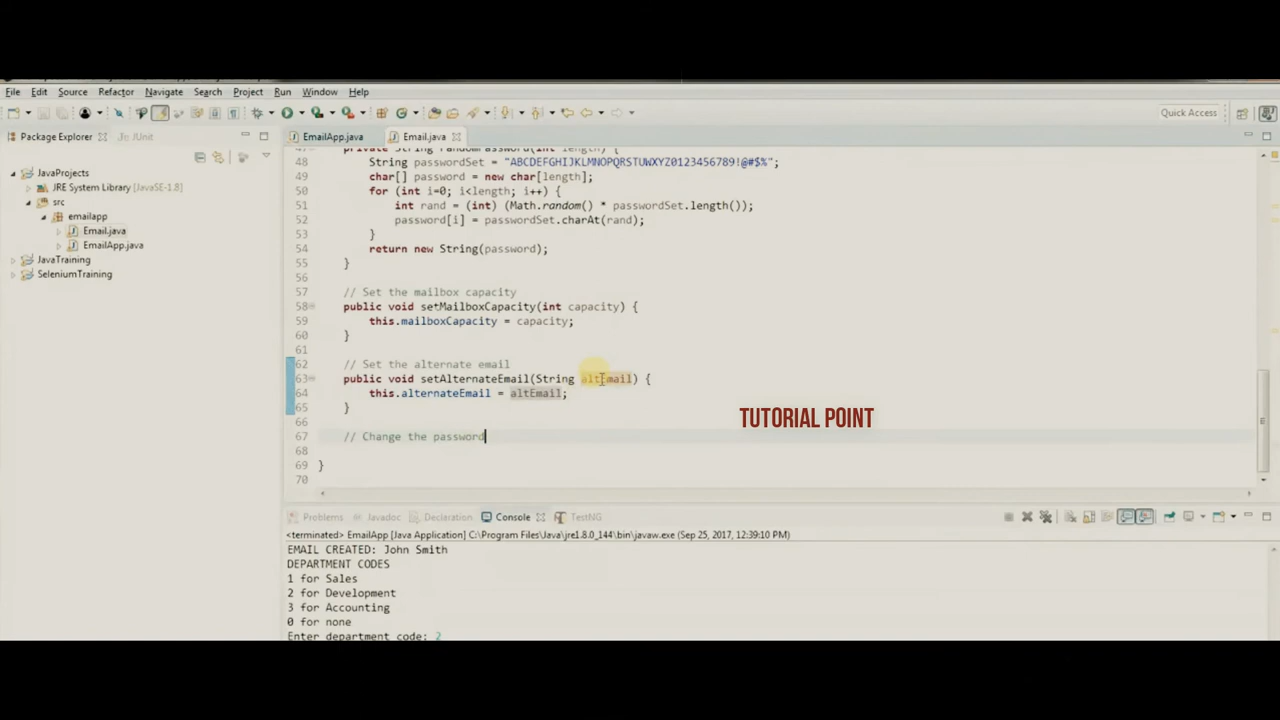 File Edit Source Refactor Navigate Search Project Run Window Help
Quick Access
Package Explorer JUnit
EmailApp.java Email.java
JavaProjects
JRE System Library [JavaSE-1.8]
src
emailapp
Email.java
EmailApp.java
JavaTraining
SeleniumTraining
47 private String randomPassword(int length) {
48 String passwordSet = "ABCDEFGHIJKLMNOPQRSTUWXYZ0123456789!@#$%";
49 char[] password = new char[length];
50 for (int i=0; i<length; i++) {
51 int rand = (int) (Math.random() * passwordSet.length());
52 password[i] = passwordSet.charAt(rand);
53 }
54 return new String(password);
55 }
56
57 // Set the mailbox capacity
58 public void setMailboxCapacity(int capacity) {
59 this.mailboxCapacity = capacity;
60 }
61
62 // Set the alternate email
63 public void setAlternateEmail(String altEmail) {
64 this.alternateEmail = altEmail;
65 }
66
67 // Change the password
68
69 }
70
TUTORIAL POINT
Problems Javadoc Declaration Console TestNG
<terminated> EmailApp [Java Application] C:\Program Files\Java\jre1.8.0_144\bin\javaw.exe (Sep 25, 2017, 12:39:10 PM)
EMAIL CREATED: John Smith
DEPARTMENT CODES
1 for Sales
2 for Development
3 for Accounting
0 for none
Enter department code: 2